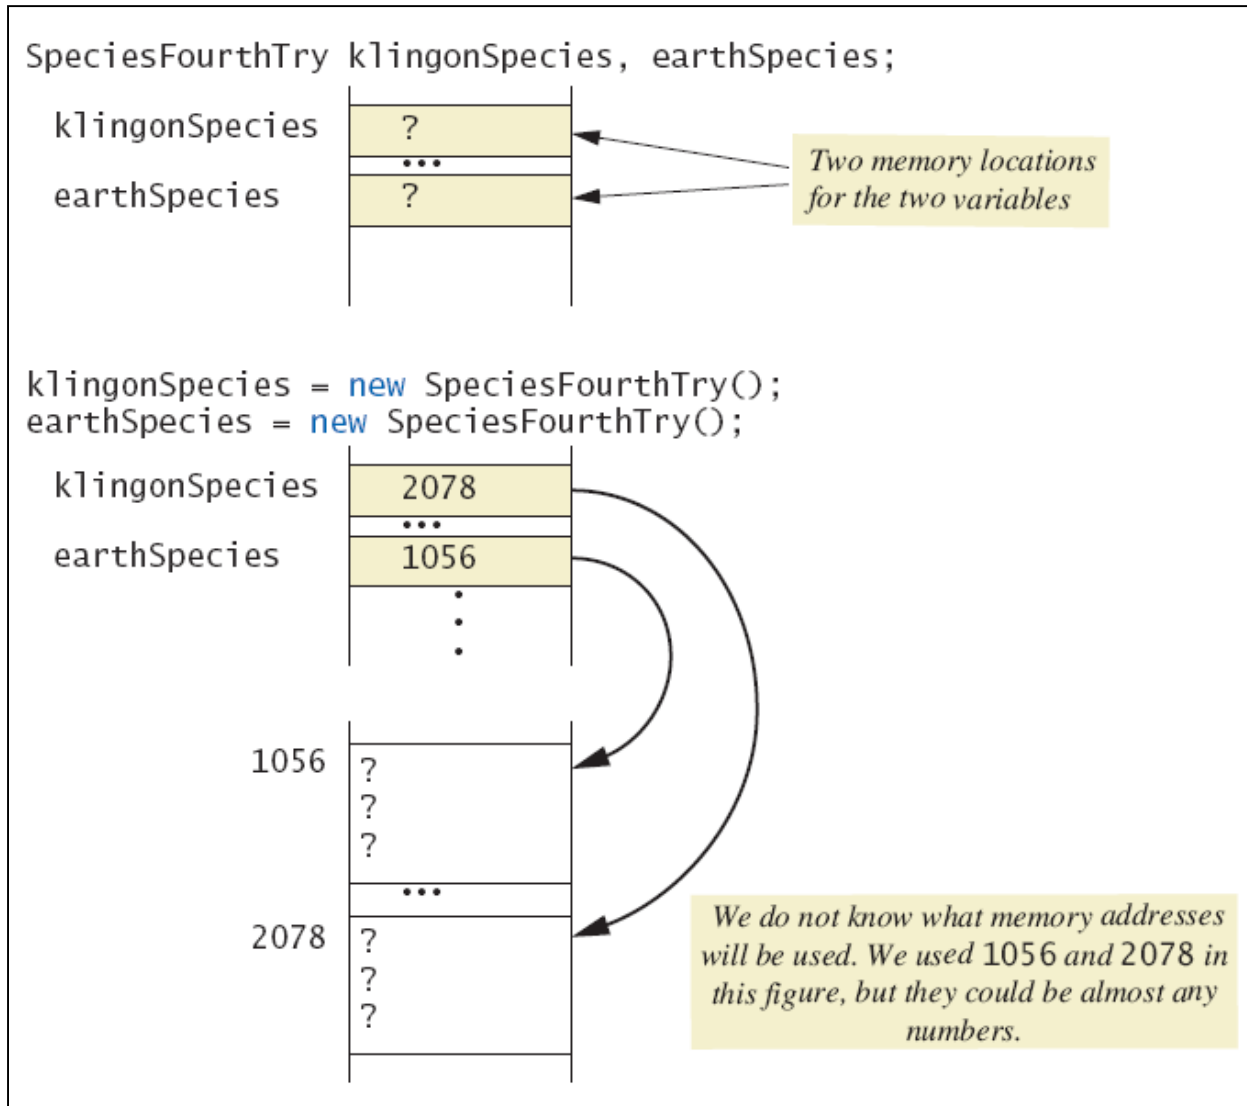 SpeciesFourthTry klingonSpecies, earthSpecies;
klingonSpecies ?
•••
earthSpecies ?
Two memory locations
for the two variables
klingonSpecies = new SpeciesFourthTry();
earthSpecies = new SpeciesFourthTry();
klingonSpecies 2078
•••
earthSpecies 1056
•
•
•
1056 ?
?
?
•••
2078 ?
?
?
We do not know what memory addresses
will be used. We used 1056 and 2078 in
this figure, but they could be almost any
numbers.